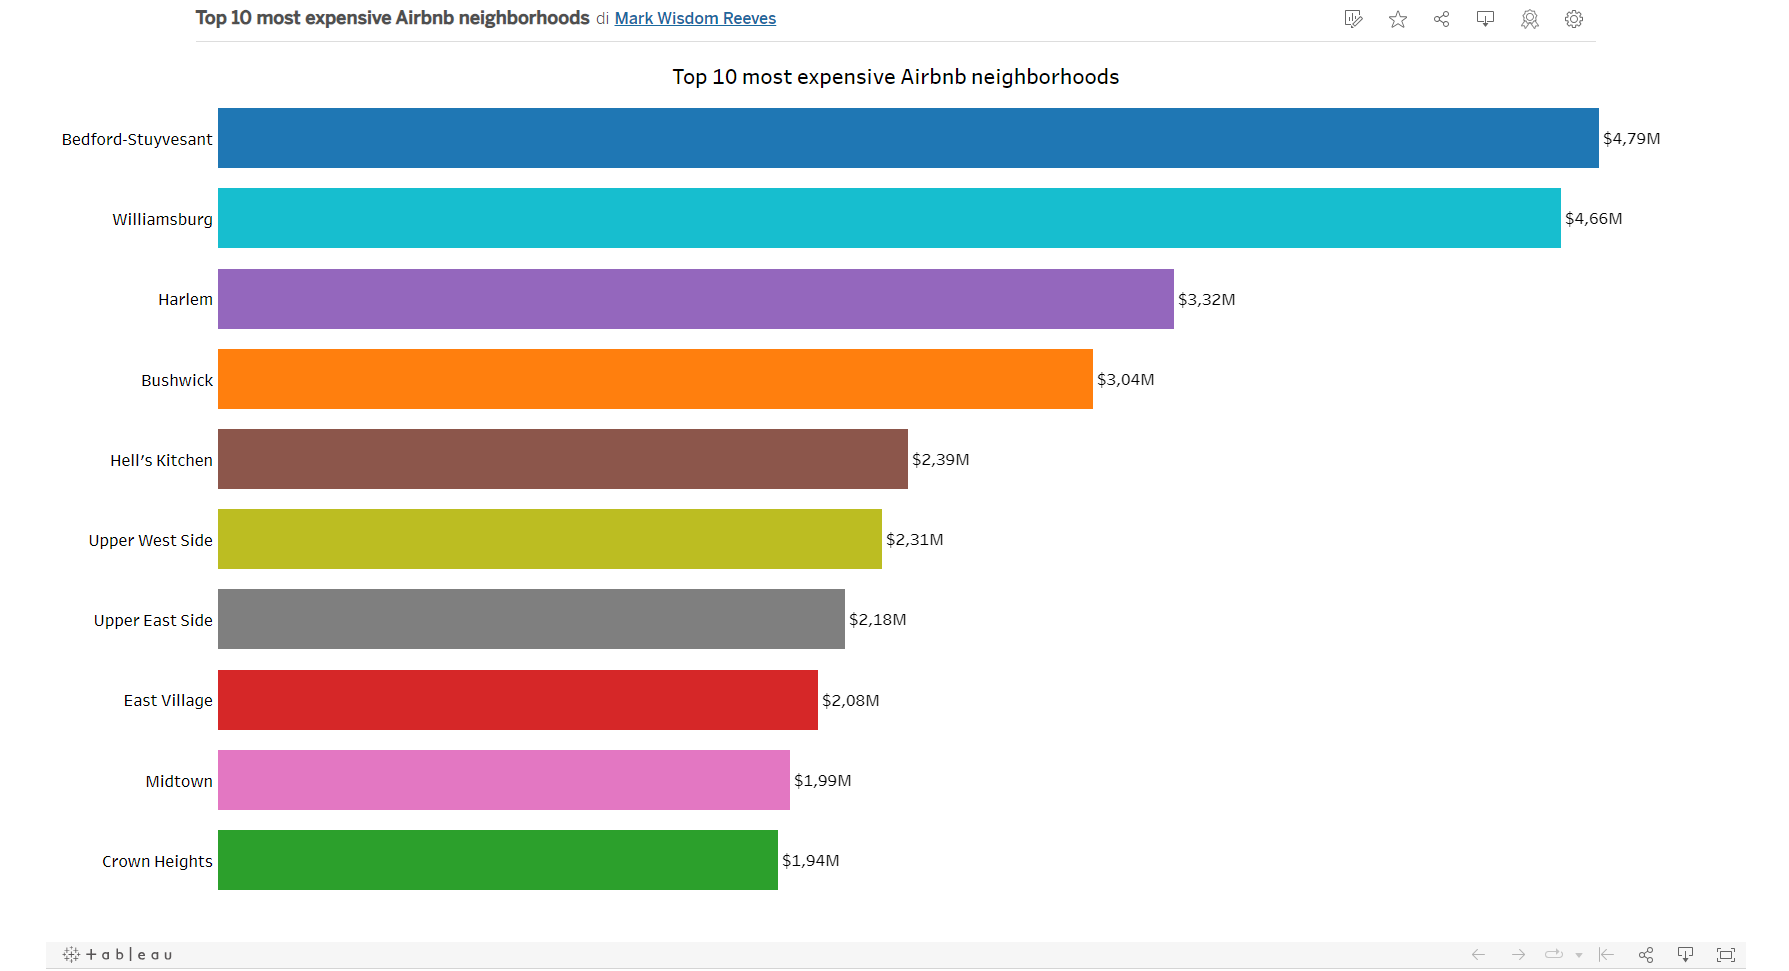 Top 10 most expensive Airbnb neighborhoods di Mark Wisdom Reeves
Top 10 most expensive Airbnb neighborhoods
Bedford-Stuyvesant $4,79M
Williamsburg $4,66M
Harlem $3,32M
Bushwick $3,04M
Hell's Kitchen $2,39M
Upper West Side $2,31M
Upper East Side $2,18M
East Village $2,08M
Midtown $1,99M
Crown Heights $1,94M
+ableau